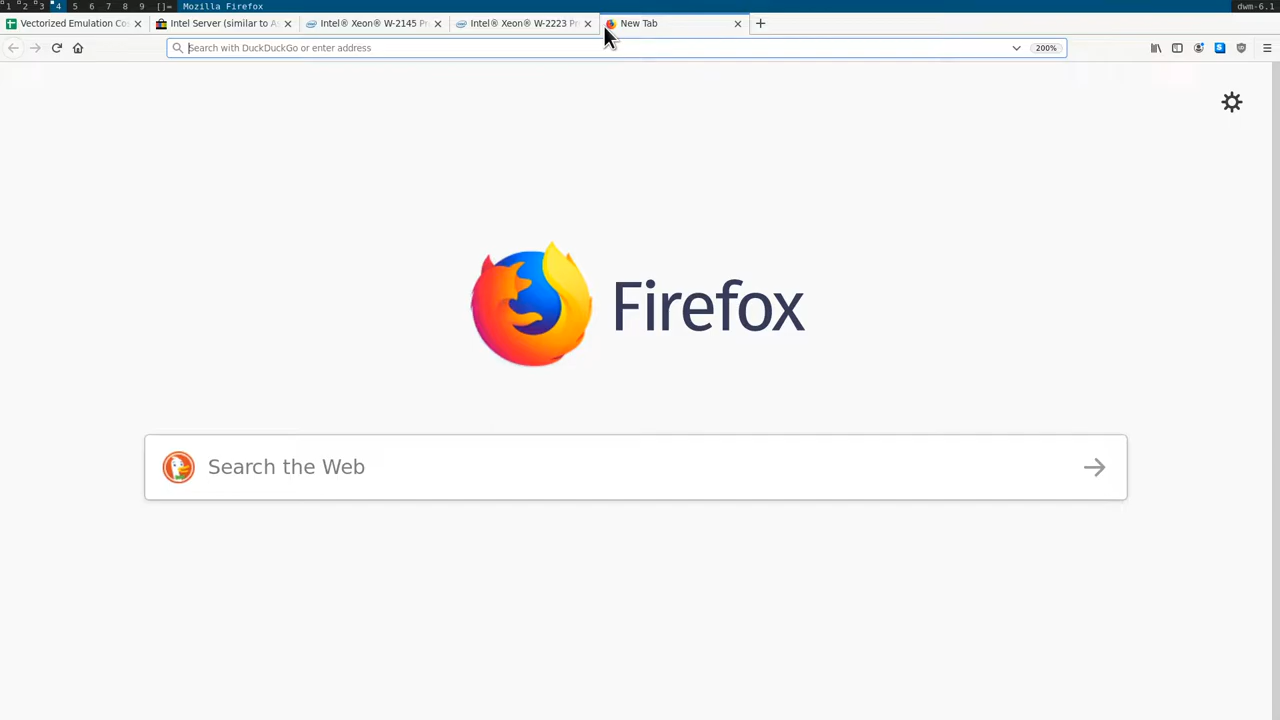 1 2 3 4 5 6 7 8 9 []= Mozilla Firefox dwm-6.1
Vectorized Emulation Co Intel Server (similar to A Intel® Xeon® W-2145 Pr Intel® Xeon® W-2223 Pr New Tab
Search with DuckDuckGo or enter address 200%
Firefox
Search the Web